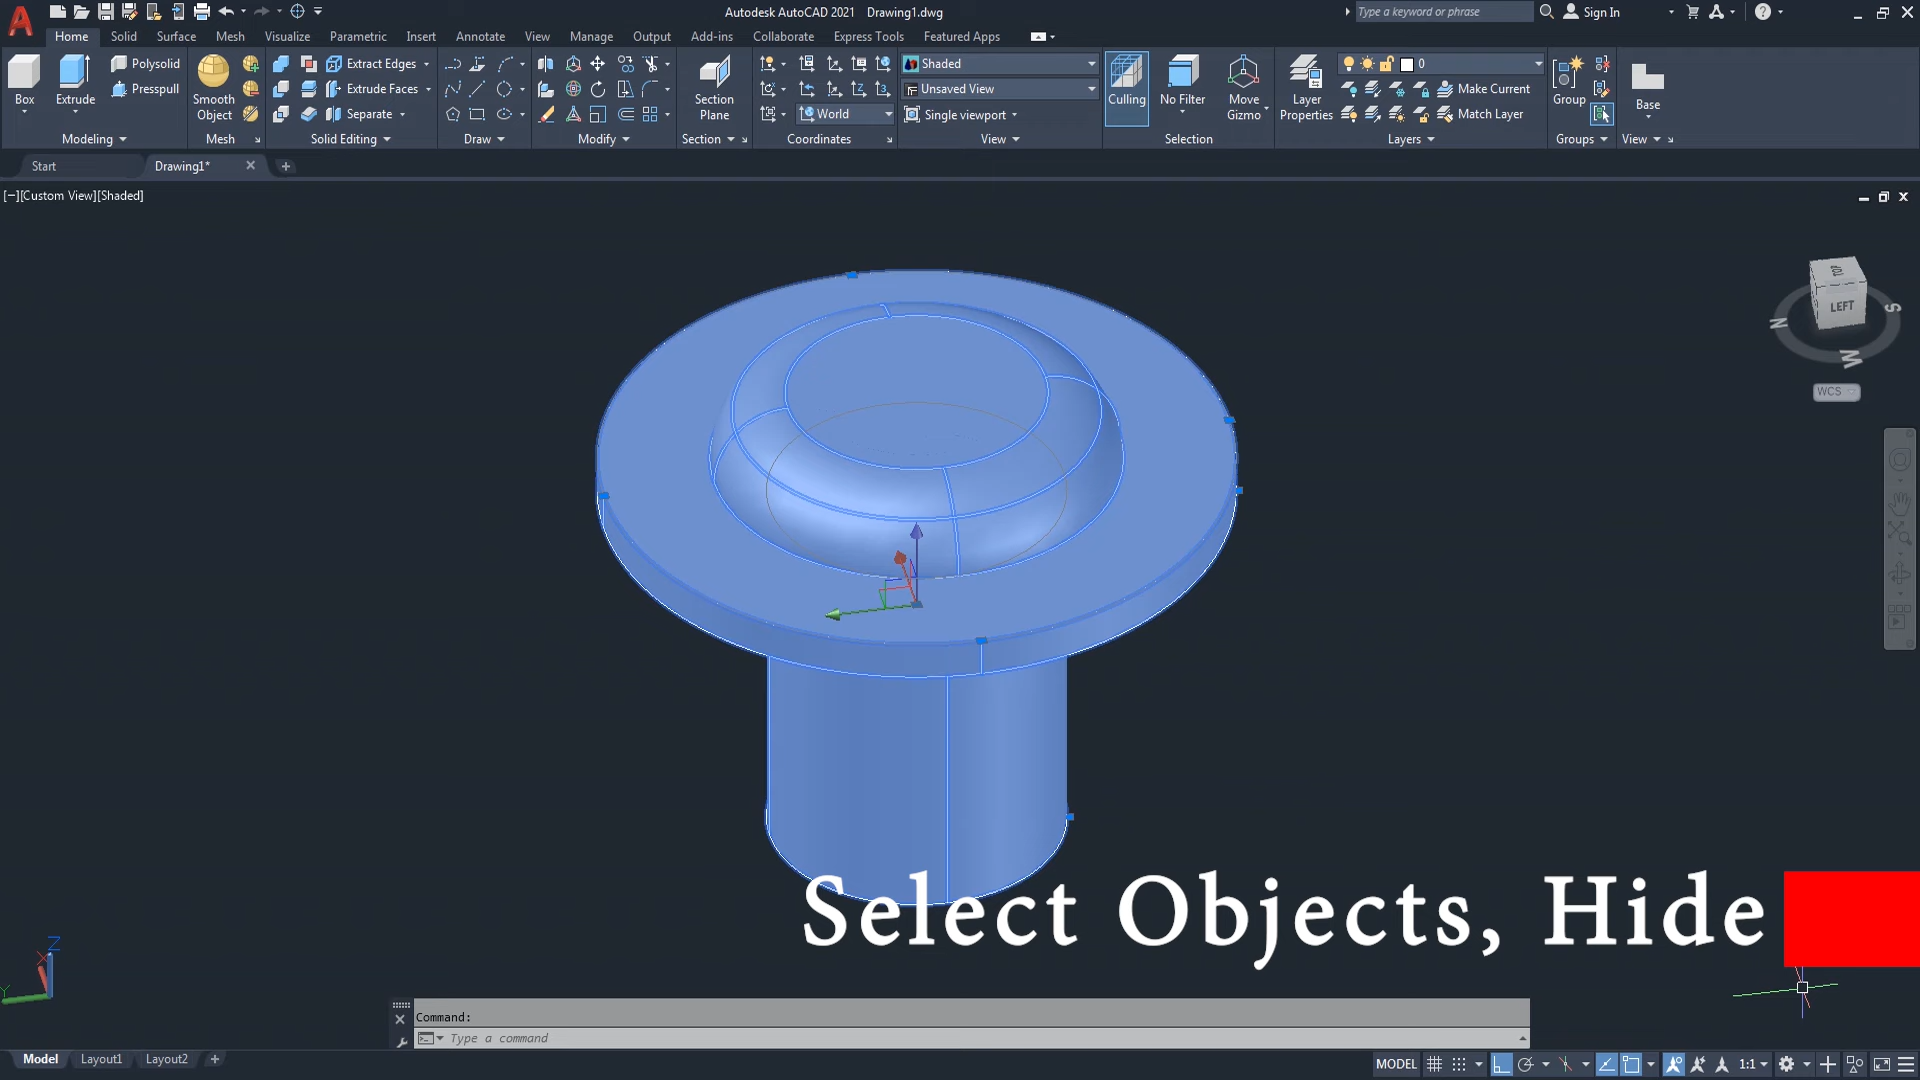 Autodesk AutoCAD 2021 Drawing1.dwg
Type a keyword or phrase
Sign In
Home Solid Surface Mesh Visualize Parametric Insert Annotate View Manage Output Add-ins Collaborate Express Tools Featured Apps
Box
Extrude
Polysolid
Presspull
Modeling
Smooth
Object
Mesh
Extract Edges
Extrude Faces
Separate
Solid Editing
Draw
Modify
Section
Plane
Section
World
Coordinates
Shaded
Unsaved View
Single viewport
View
Culling
No Filter
Move
Gizmo
Selection
Layer
Properties
0
Make Current
Match Layer
Layers
Group
Groups
Base
View
Start
Drawing1*
[−][Custom View][Shaded]
TOP
LEFT
N
S
W
WCS
Select Objects, Hide
Z
X
Y
Command:
Type a command
Model Layout1 Layout2
MODEL
1:1